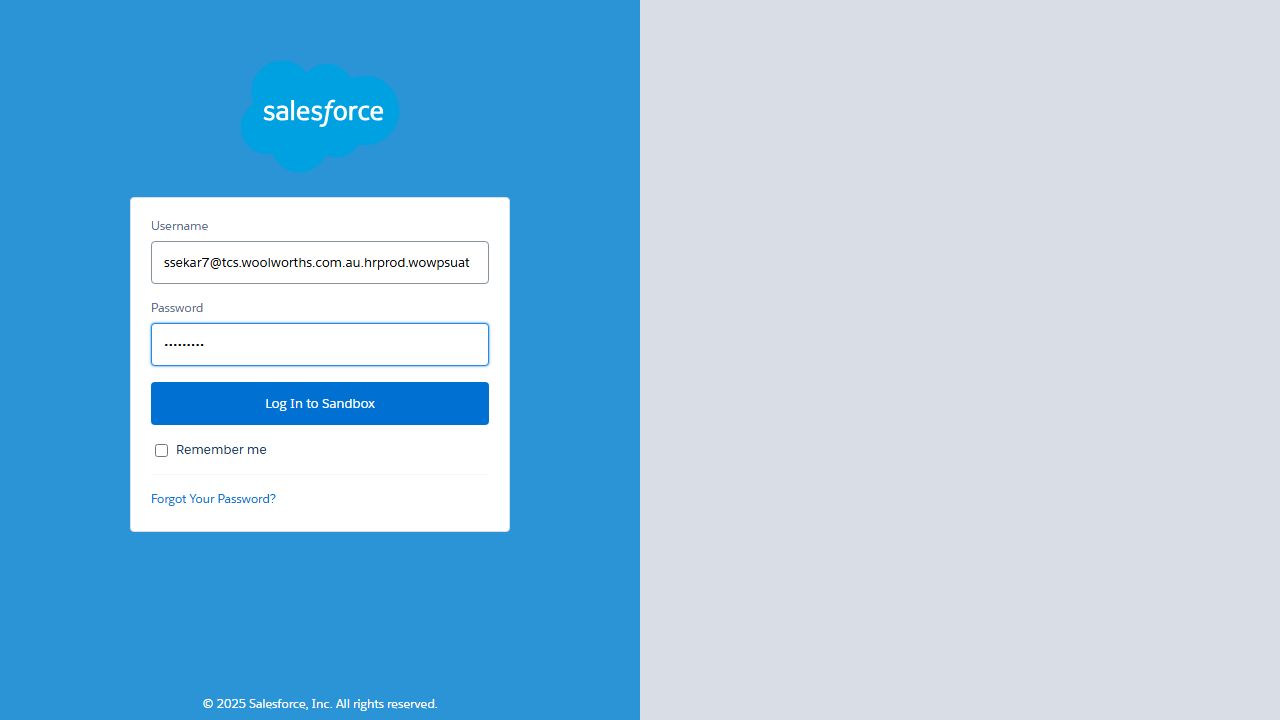 salesforce
Username
ssekar7@tcs.woolworths.com.au.hrprod.wowpsuat
Password
•••••••••
Log In to Sandbox
Remember me
Forgot Your Password?
© 2025 Salesforce, Inc. All rights reserved.